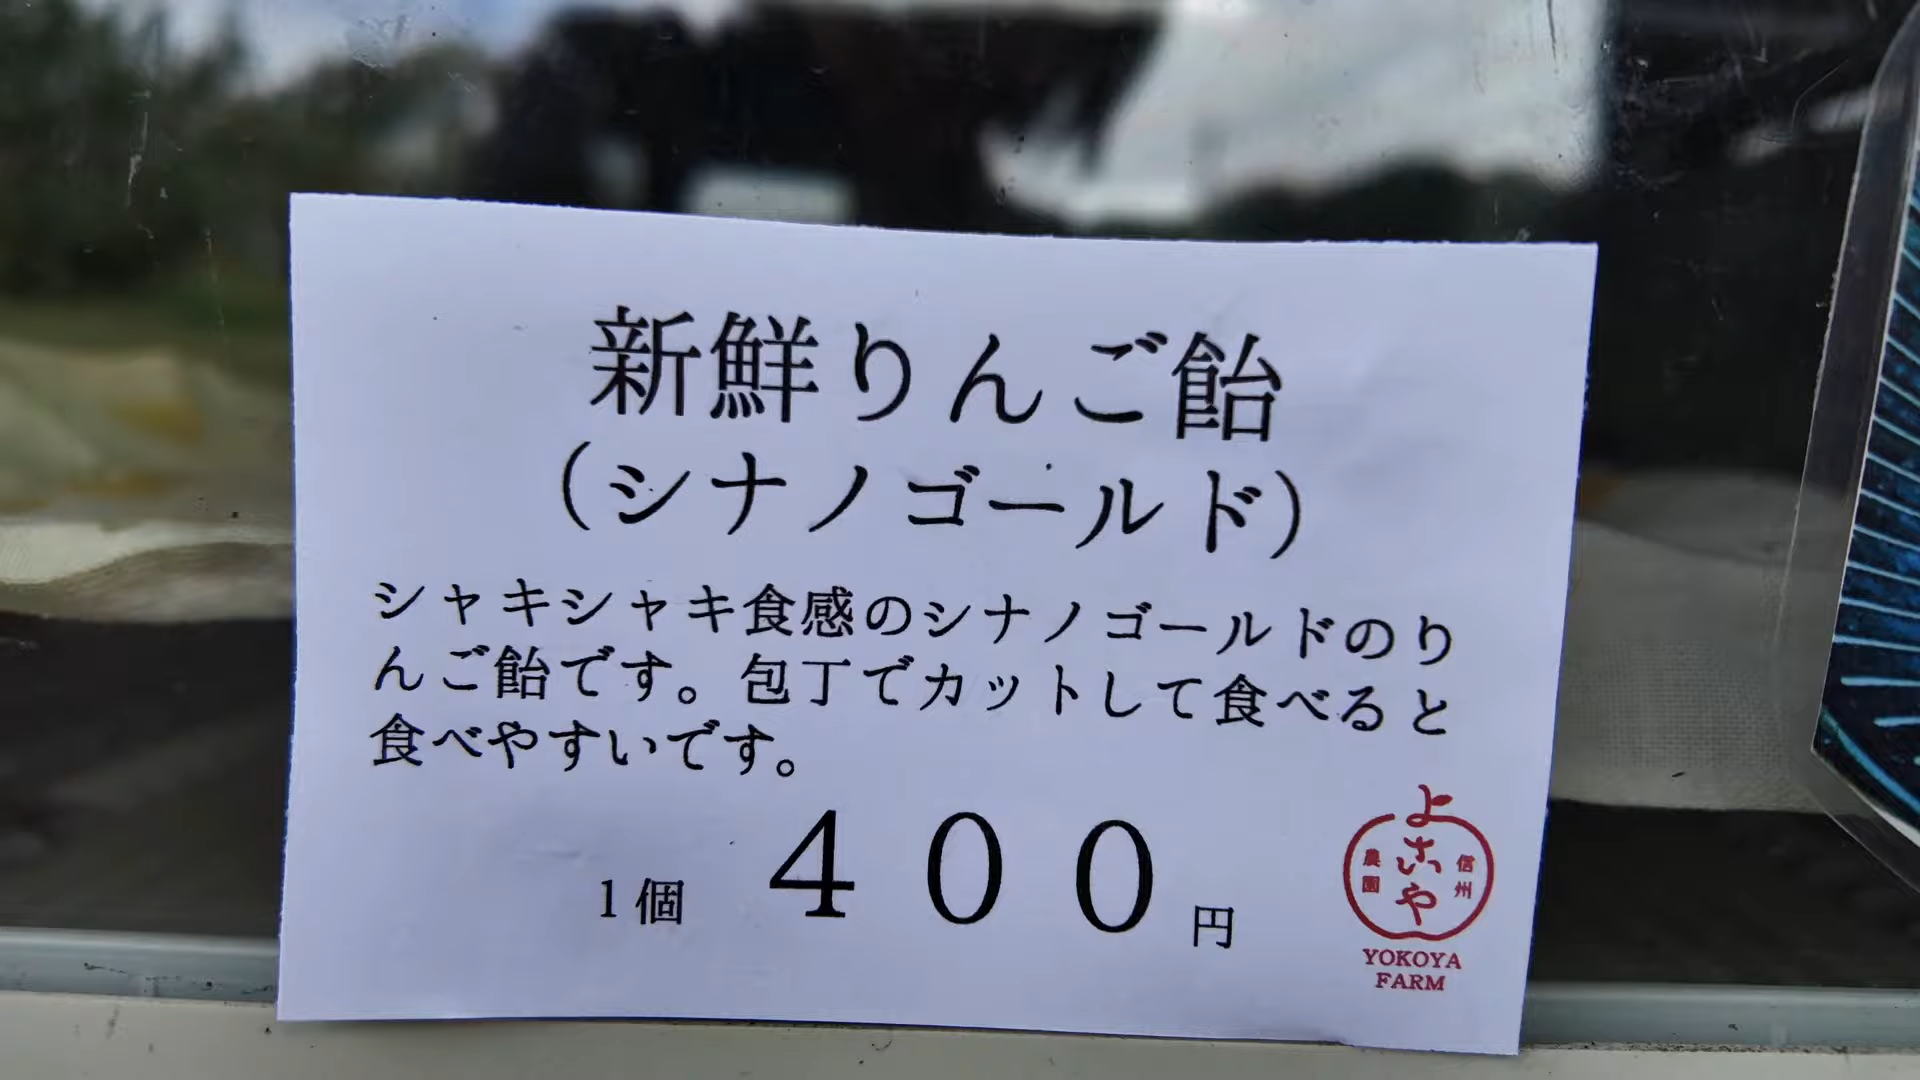 新鮮りんご飴
（シナノゴールド）
シャキシャキ食感のシナノゴールドのり
んご飴です。包丁でカットして食べると
食べやすいです。
1個 400円
よこや
信州
農園
YOKOYA
FARM